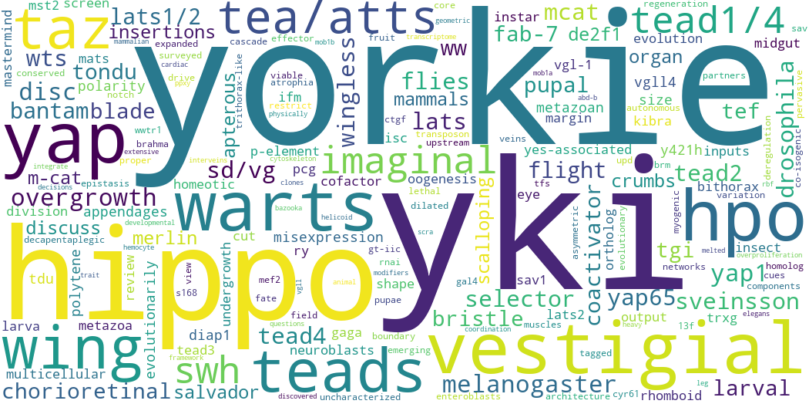 mst2 screen lats1/2 tea/atts mcat instar regeneration core geometric tead1/4
mastermind taz insertions mammalian expanded cascade effector mob1b fruit ww fab-7 de2f1 transcriptome sav
conserved surveyed cardiac evolution midgut
wts mats tondu drive viable atrophia trithorax-like flies vgl-1 organ
disc polarity notch ppxy restrict ifm pupal vgll4 partners
bantam blade physically wingless mammals metazpan size autonomous tef pervasive
yorkie apterous ctgf transposon margin kibra drosophila
yap wwtr1 brahma p-element isc lats upstream veins yes-associated y421h inputs co-isogenic
extensive proper interveins cytoskeleton mob1a abd-b upd brm deregulation rbf
m-cat integrate sd/vg pcg imaginal flight crumbs tead2
overgrowth decisions epistasis homeotic cofactor oogenesis tfs eye bithorax variation
division appendages clones lethal dilated myogenic melted overproliferation
discuss developmental bazooka helicoid warts scalloping asymmetric coactivator ortholog evolutionary hpo
decapentaplegic merlin cut misexpression gt-iic scra yki tgi insect
tdu hemocyte ry rnai modifiers gal4 networks cues homolog
hippo review trait s168 view mef2 vgll animal sav1 yap1 components
polytene evolutionarily undergrowth fate shape selector yap65 sveinsson
larva metazoa diap1 field pupae bristle lats2 output trxg elegans
wing tead4 gaga boundary questions coordination muscles 13f
tead3 neuroblasts emerging tagged heavy vestigial
multicellular swh framework teads melanogaster cyr61 rhomboid larval
chorioretinal salvador discovered uncharacterized enteroblasts architecture leg